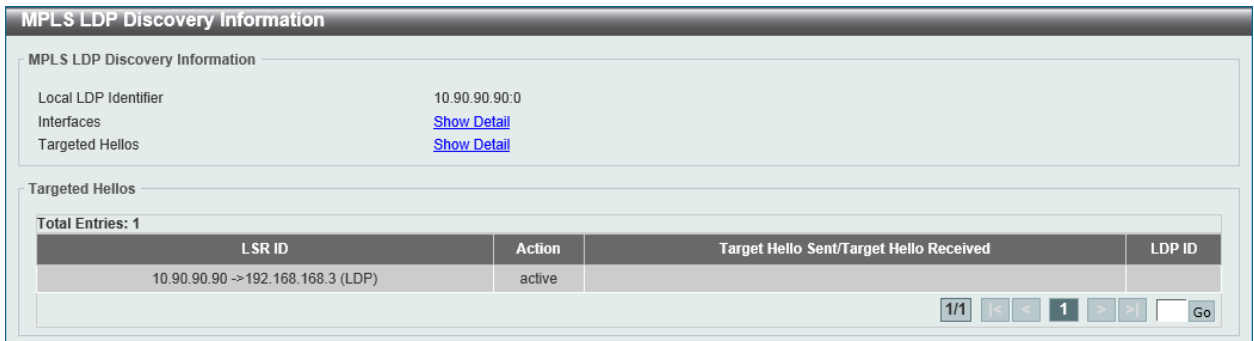 MPLS LDP Discovery Information
MPLS LDP Discovery Information
Local LDP Identifier 10.90.90.90:0
Interfaces Show Detail
Targeted Hellos Show Detail
Targeted Hellos
Total Entries: 1
LSR ID Action Target Hello Sent/Target Hello Received LDP ID
10.90.90.90 ->192.168.168.3 (LDP) active
1/1 |< < 1 > >| Go